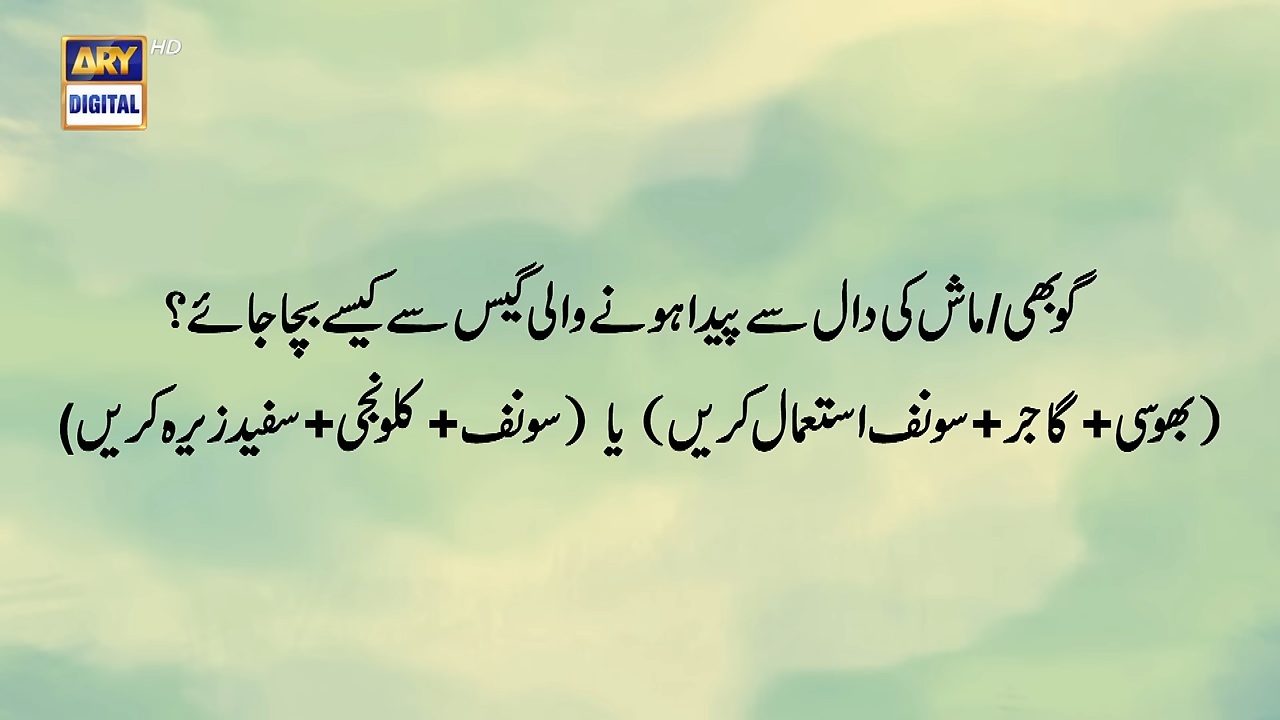 ARY HD
DIGITAL
گوبھی/ماش کی دال سے پیدا ہونے والی گیس سے کیسے بچا جائے؟
(بھوسی+ گاجر+سونف استعمال کریں) یا (سونف+ کلونجی+سفید زیرہ کریں)